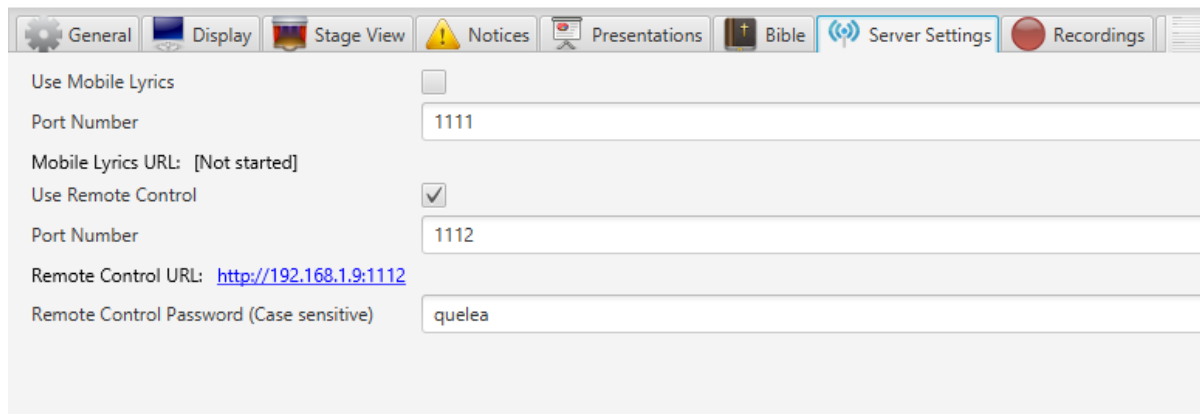 General Display Stage View Notices Presentations Bible Server Settings Recordings
Use Mobile Lyrics
Port Number 1111
Mobile Lyrics URL: [Not started]
Use Remote Control
Port Number 1112
Remote Control URL: http://192.168.1.9:1112
Remote Control Password (Case sensitive) quelea